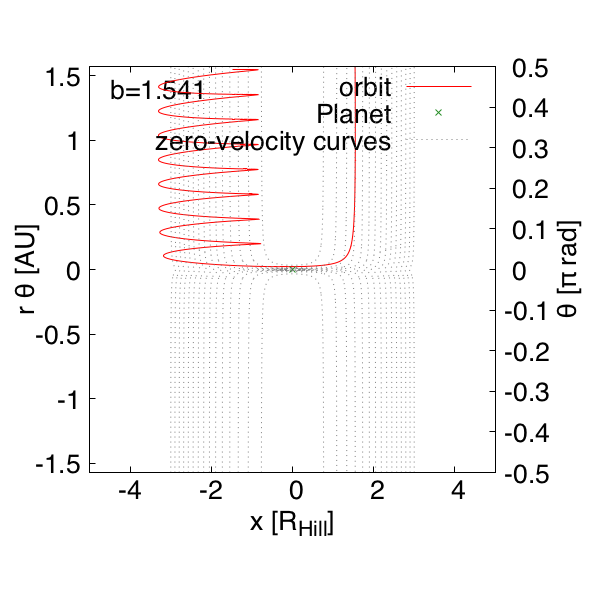 b=1.541
orbit
Planet
zero-velocity curves
1.5
1
0.5
0
-0.5
-1
-1.5
r θ [AU]
0.5
0.4
0.3
0.2
0.1
0
-0.1
-0.2
-0.3
-0.4
-0.5
θ [π rad]
-4 -2 0 2 4
x [RHill]